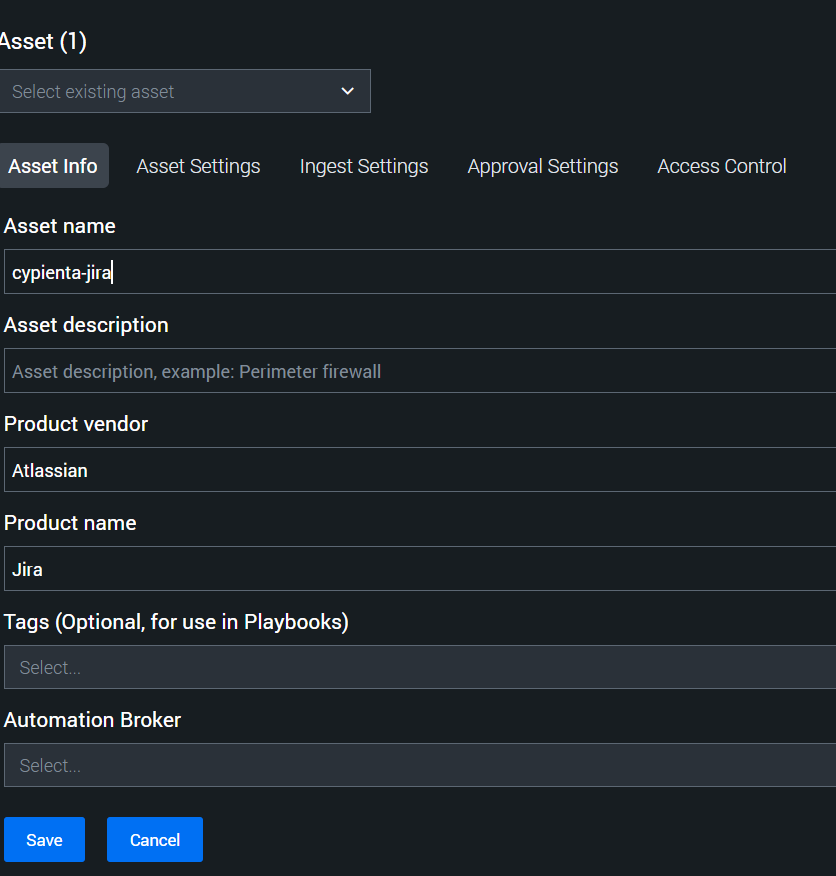 Asset (1)
Select existing asset
Asset Info Asset Settings Ingest Settings Approval Settings Access Control
Asset name
cypienta-jira
Asset description
Asset description, example: Perimeter firewall
Product vendor
Atlassian
Product name
Jira
Tags (Optional, for use in Playbooks)
Select...
Automation Broker
Select...
Save Cancel